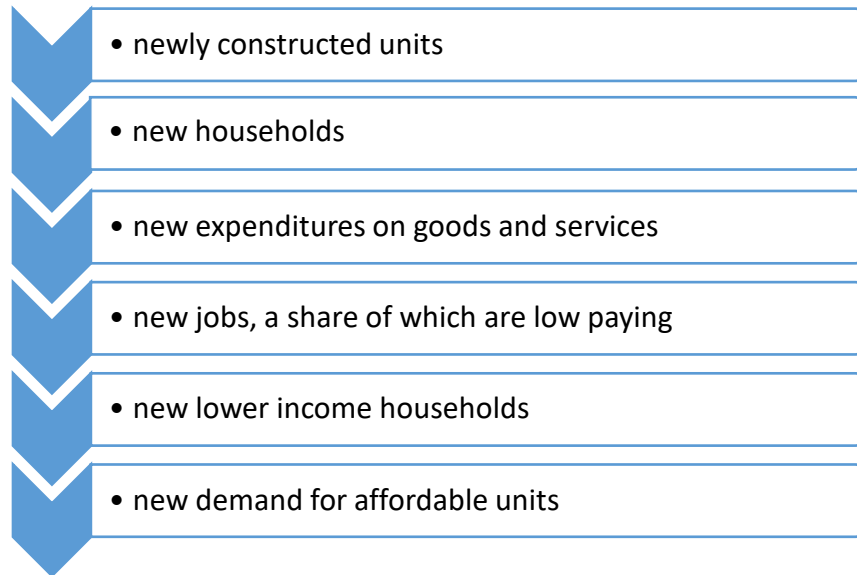 • newly constructed units
• new households
• new expenditures on goods and services
• new jobs, a share of which are low paying
• new lower income households
• new demand for affordable units